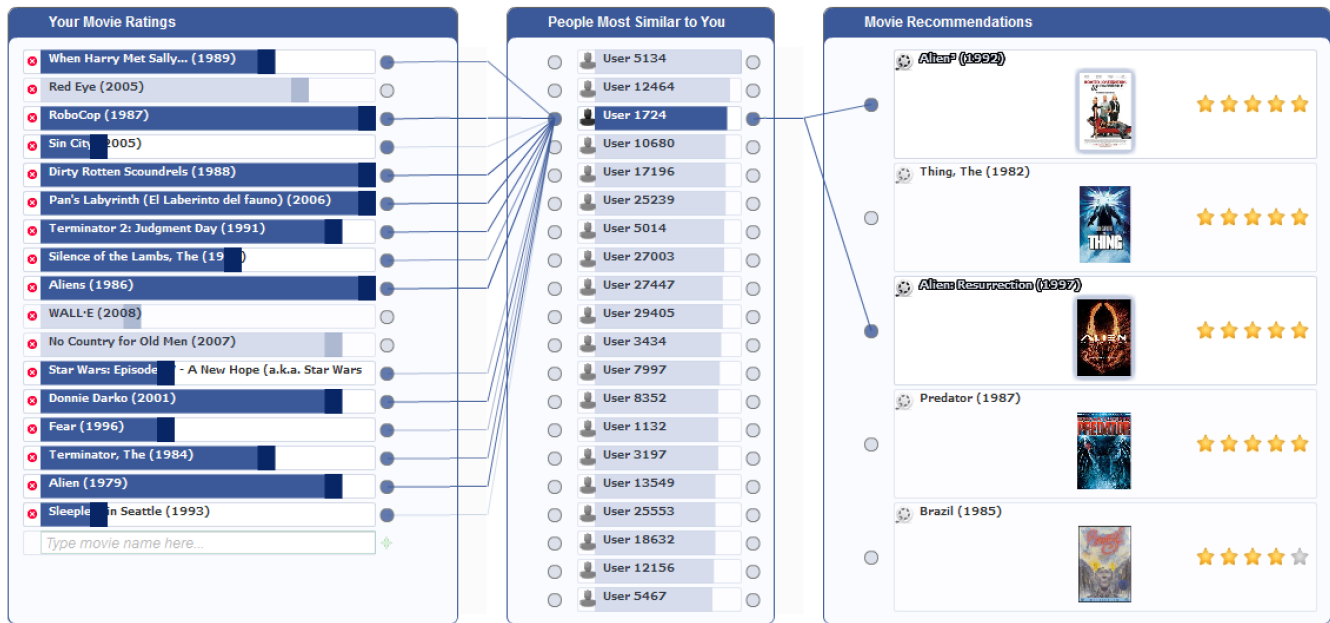 Your Movie Ratings
When Harry Met Sally... (1989)
Red Eye (2005)
RoboCop (1987)
Sin City 2005)
Dirty Rotten Scoundrels (1988)
Pan's Labyrinth (El Laberinto del fauno) (2006)
Terminator 2: Judgment Day (1991)
Silence of the Lambs, The (19
Aliens (1986)
WALL·E (2008)
No Country for Old Men (2007)
Star Wars: Episode - A New Hope (a.k.a. Star Wars
Donnie Darko (2001)
Fear (1996)
Terminator, The (1984)
Alien (1979)
Sleeple in Seattle (1993)
Type movie name here...
People Most Similar to You
User 5134
User 12464
User 1724
User 10680
User 17196
User 25239
User 5014
User 27003
User 27447
User 29405
User 3434
User 7997
User 8352
User 1132
User 3197
User 13549
User 25553
User 18632
User 12156
User 5467
Movie Recommendations
Alien³ (1992)
Thing, The (1982)
THING
Alien: Resurrection (1997)
ALIEN
Predator (1987)
PREDATOR
Brazil (1985)